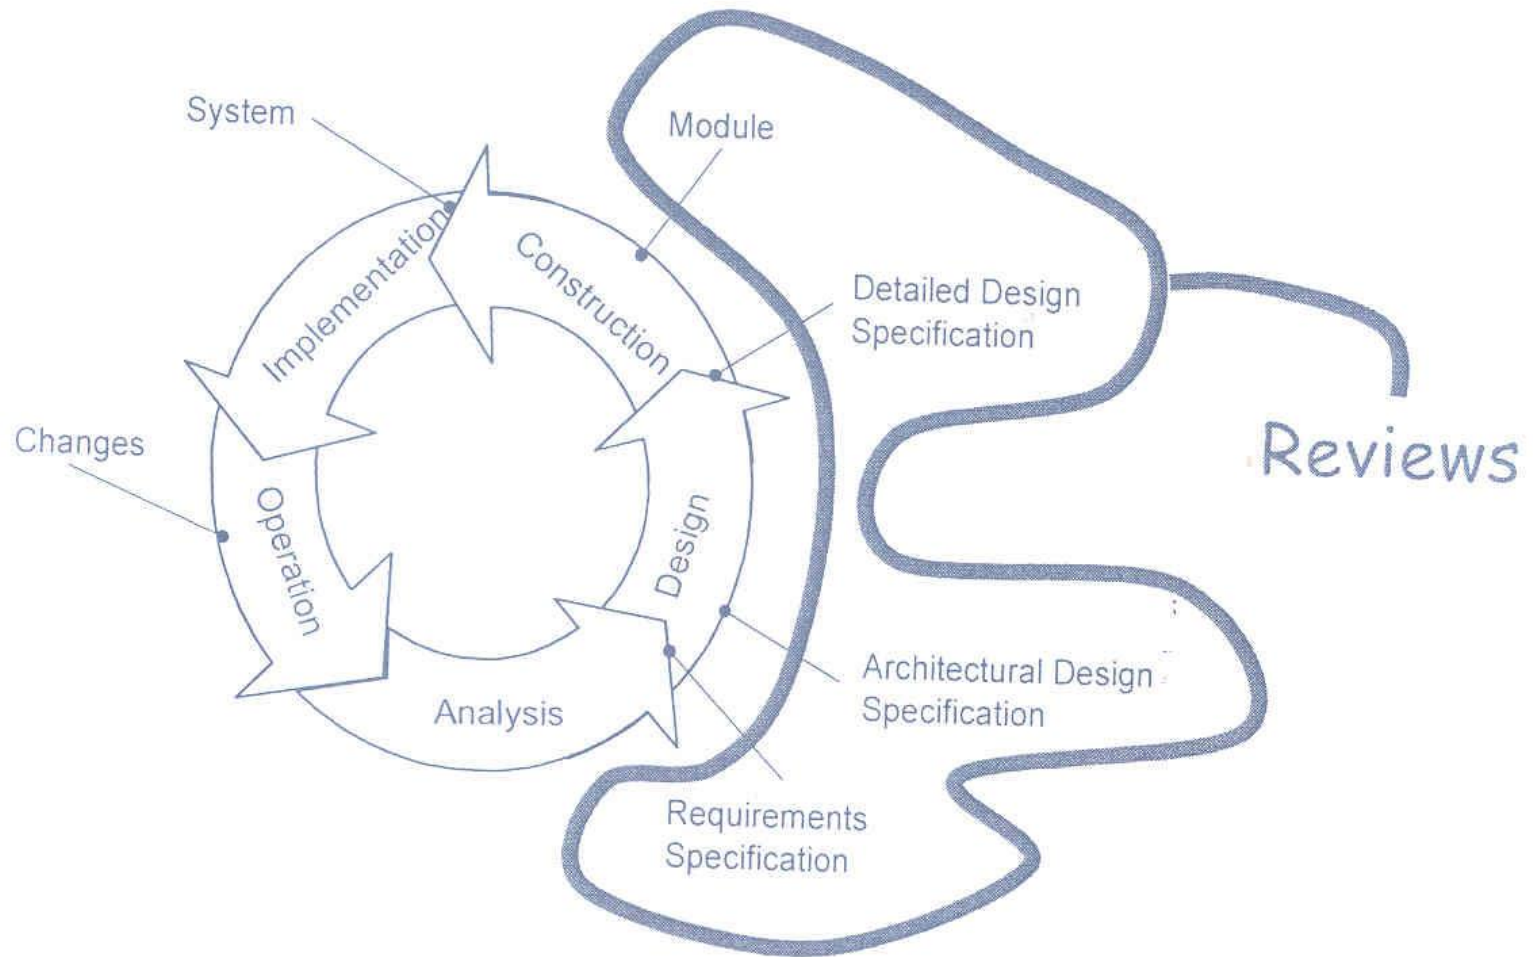 System
Module
Implementation
Construction
Detailed Design
Specification
Changes
Reviews
Operation
Design
Architectural Design
Specification
Analysis
Requirements
Specification